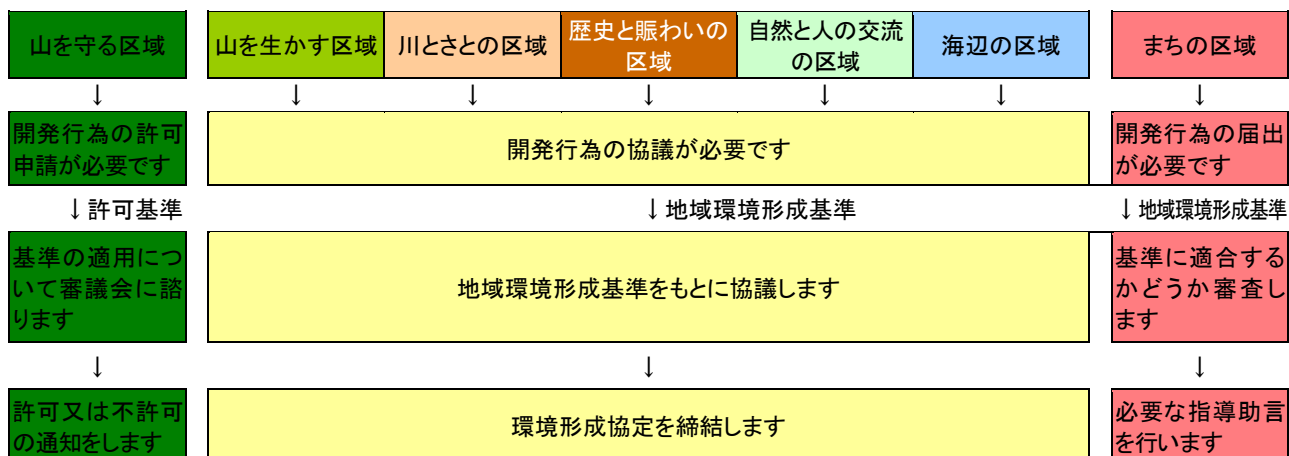 山を守る区域
山を生かす区域
川とさとの区域
歴史と賑わいの
区域
自然と人の交流
の区域
海辺の区域
まちの区域
↓ ↓ ↓ ↓ ↓ ↓ ↓
開発行為の許可
申請が必要です
開発行為の協議が必要です
開発行為の届出
が必要です
↓許可基準
↓地域環境形成基準
↓地域環境形成基準
基準の適用につ
いて審議会に諮
ります
地域環境形成基準をもとに協議します
基準に適合する
かどうか審査し
ます
↓ ↓ ↓
許可又は不許可
の通知をします
環境形成協定を締結します
必要な指導助言
を行います